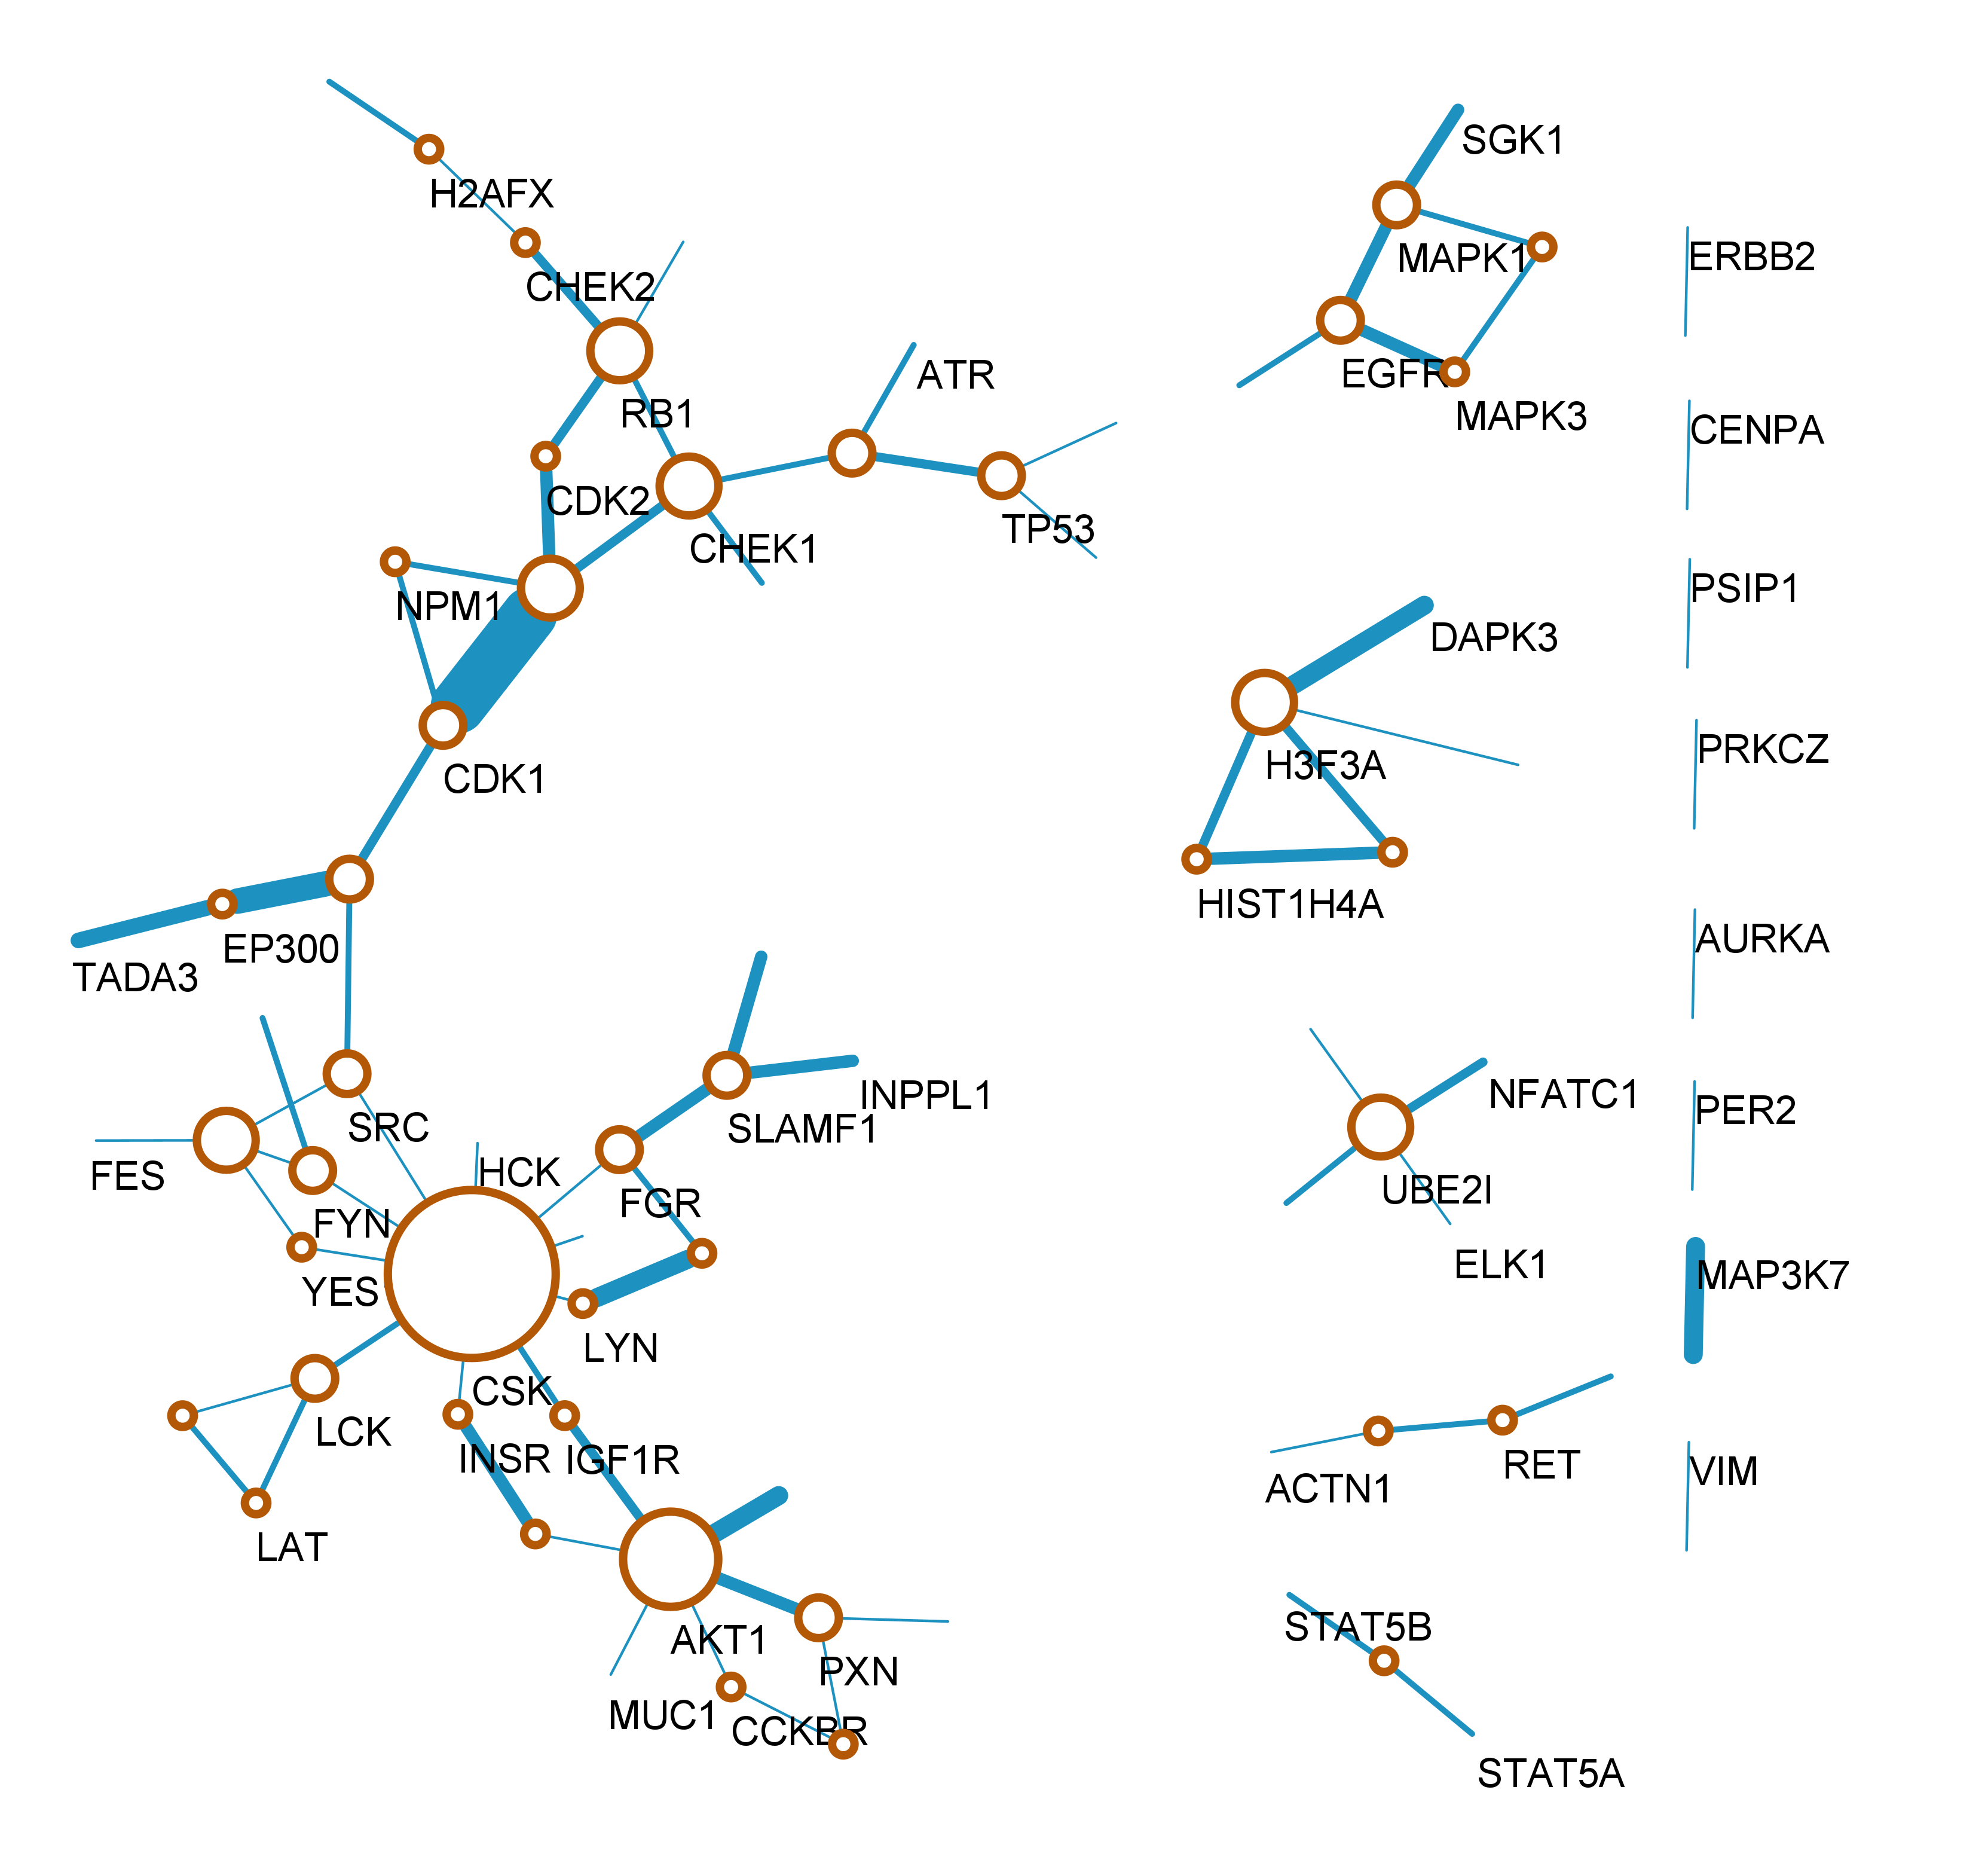 H2AFX
CHEK2
RB1
ATR
CDK2
TP53
CHEK1
NPM1
CDK1
EP300
TADA3
SRC
FES
FYN
HCK
FGR
SLAMF1
INPPL1
YES
LYN
LCK
CSK
INSR
IGF1R
LAT
AKT1
PXN
MUC1
CCKBR
SGK1
MAPK1
EGFR
MAPK3
DAPK3
H3F3A
HIST1H4A
NFATC1
UBE2I
ELK1
ACTN1
RET
STAT5B
STAT5A
ERBB2
CENPA
PSIP1
PRKCZ
AURKA
PER2
MAP3K7
VIM